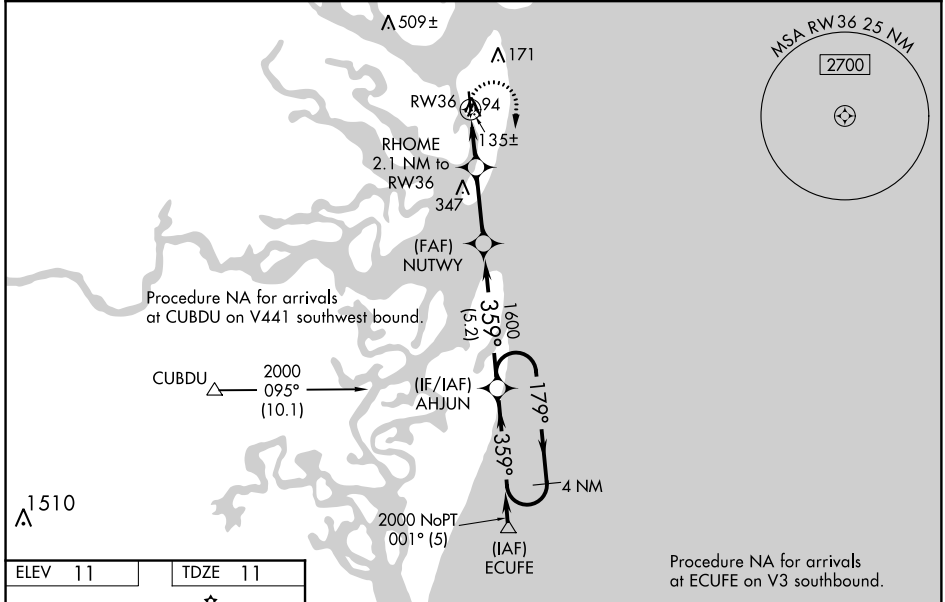 509±
171
MSA RW36 25 NM
2700
RW36
94
135±
RHOME
2.1 NM to
RW36
347
(FAF)
NUTWY
Procedure NA for arrivals
at CUBDU on V441 southwest bound.
1600
359°
(5.2)
CUBDU
2000
095°
(10.1)
(IF/IAF)
AHJUN
179°
359°
4 NM
1510
2000 NoPT
001° (5)
(IAF)
ECUFE
Procedure NA for arrivals
at ECUFE on V3 southbound.
ELEV 11
TDZE 11